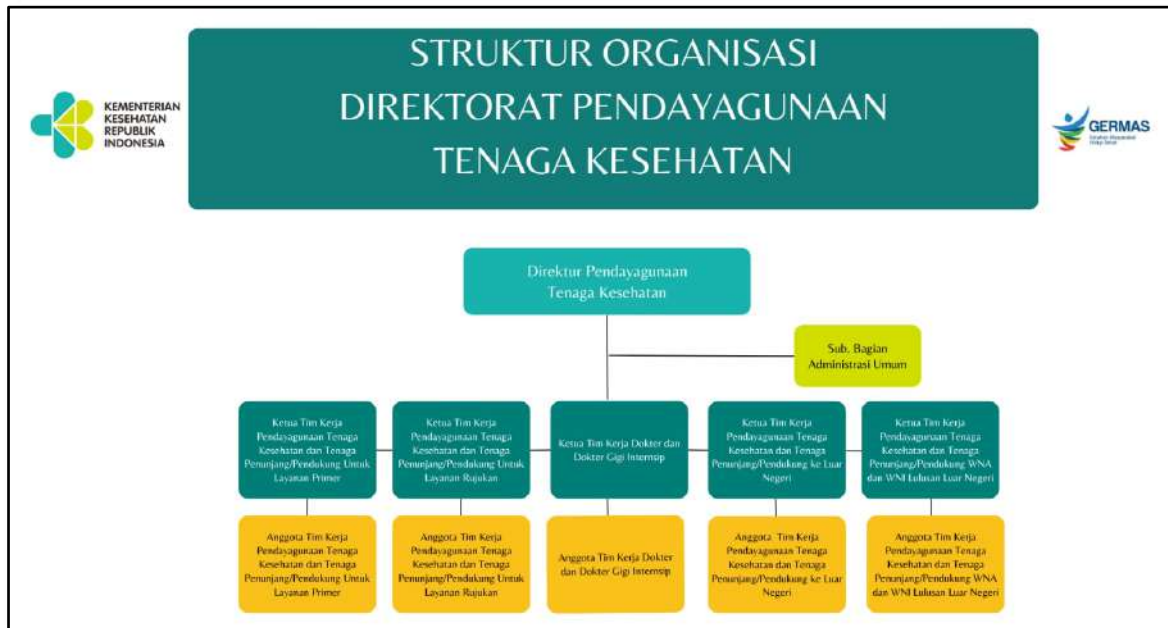 STRUKTUR ORGANISASI
DIREKTORAT PENDAYAGUNAAN
TENAGA KESEHATAN
KEMENTERIAN
KESEHATAN
REPUBLIK
INDONESIA
GERMAS
Direktur Pendayagunaan
Tenaga Kesehatan
Sub. Bagian
Administrasi Umum
Ketua Tim Kerja
Pendayagunaan Tenaga
Kesehatan dan Tenaga
Penunjang/Pendukung Untuk
Layanan Primer
Ketua Tim Kerja
Pendayagunaan Tenaga
Kesehatan dan Tenaga
Penunjang/Pendukung Untuk
Layanan Rujukan
Ketua Tim Kerja Dokter dan
Dokter Gigi Internsip
Ketua Tim Kerja
Pendayagunaan Tenaga
Kesehatan dan Tenaga
Penunjang/Pendukung ke Luar
Negeri
Ketua Tim Kerja
Pendayagunaan Tenaga
Kesehatan dan Tenaga
Penunjang/Pendukung WNA
dan WNI Lulusan Luar Negeri
Anggota Tim Kerja
Pendayagunaan Tenaga
Kesehatan dan Tenaga
Penunjang/Pendukung Untuk
Layanan Primer
Anggota Tim Kerja
Pendayagunaan Tenaga
Kesehatan dan Tenaga
Penunjang/Pendukung Untuk
Layanan Rujukan
Anggota Tim Kerja Dokter
dan Dokter Gigi Internsip
Anggota Tim Kerja
Pendayagunaan Tenaga
Kesehatan dan Tenaga
Penunjang/Pendukung ke Luar
Negeri
Anggota Tim Kerja
Pendayagunaan Tenaga
Kesehatan dan Tenaga
Penunjang/Pendukung WNA
dan WNI Lulusan Luar Negeri